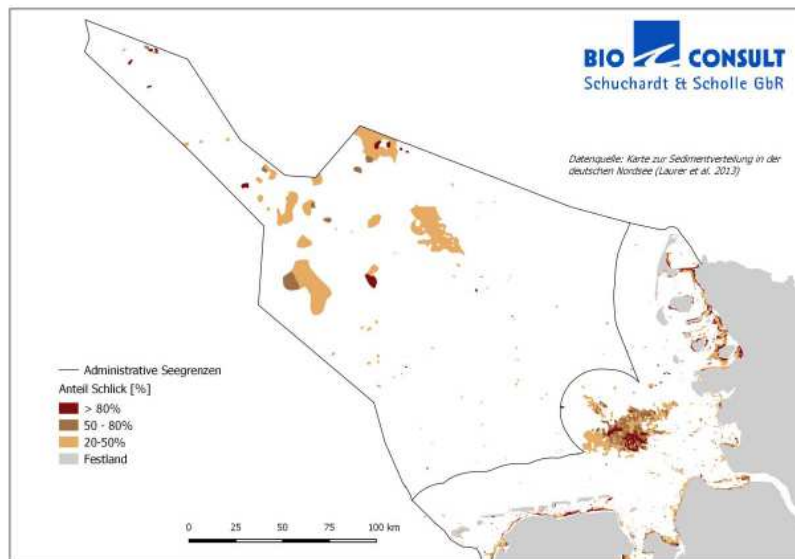 BIO CONSULT
Schuchardt & Scholle GbR
Datenquelle: Karte zur Sedimentverteilung in der
deutschen Nordsee (Laurer et al. 2013)
Administrative Seegrenzen
Anteil Schlick [%]
> 80%
50 - 80%
20-50%
Festland
0 25 50 75 100 km